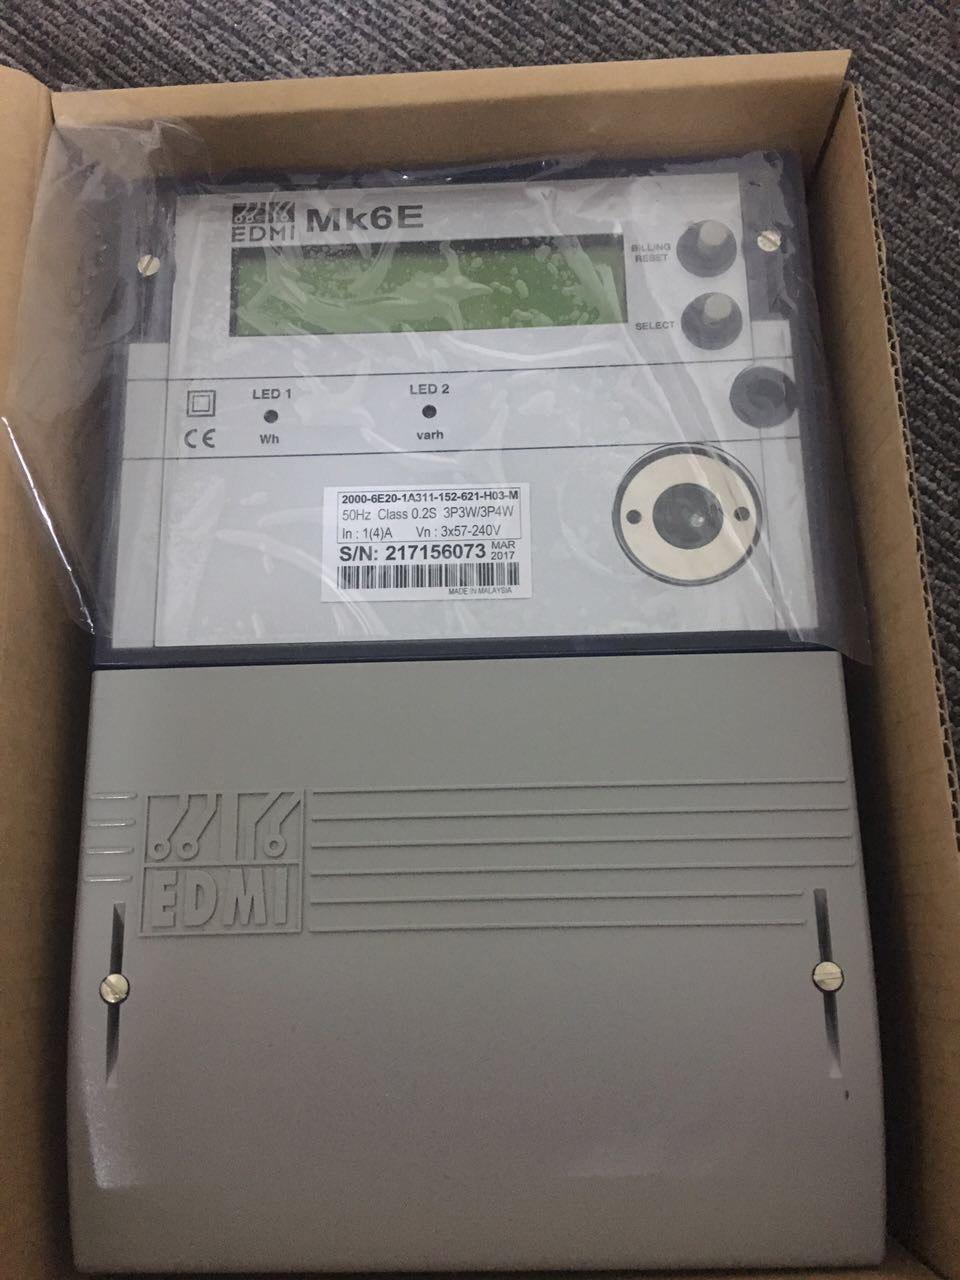 EDMI Mk6E
BILLING
RESET
SELECT
LED 1
LED 2
CE
Wh
varh
2000-6E20-1A311-152-621-H03-M
50Hz Class 0.2S 3P3W/3P4W
In : 1(4)A Vn : 3x57-240V
S/N: 217156073 MAR
2017
MADE IN MALAYSIA
EDMI